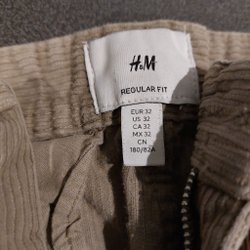 H&M
REGULAR FIT
EUR 32
US 32
CA 32
MX 32
CN
180/82A